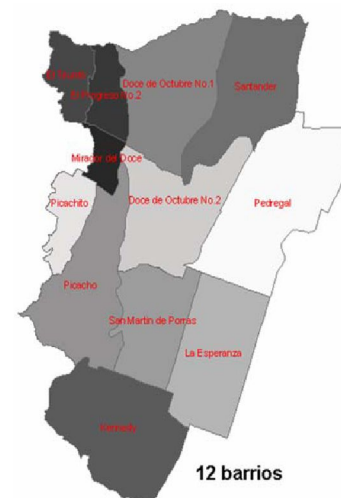 Doce de Octubre No.1
Santander
El Progreso No.2
Mirador del Doce
Picachito
Doce de Octubre No.2
Pedregal
Picacho
San Martin de Porras
La Esperanza
Kennedy
12 barrios